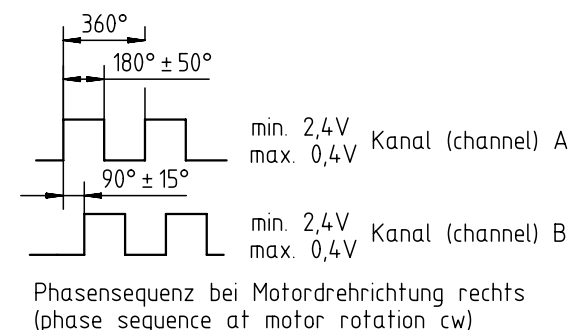 360°
180° ± 50°
min. 2,4V
max. 0,4V
Kanal (channel) A
90° ± 15°
min. 2,4V
max. 0,4V
Kanal (channel) B
Phasensequenz bei Motordrehrichtung rechts
(phase sequence at motor rotation cw)